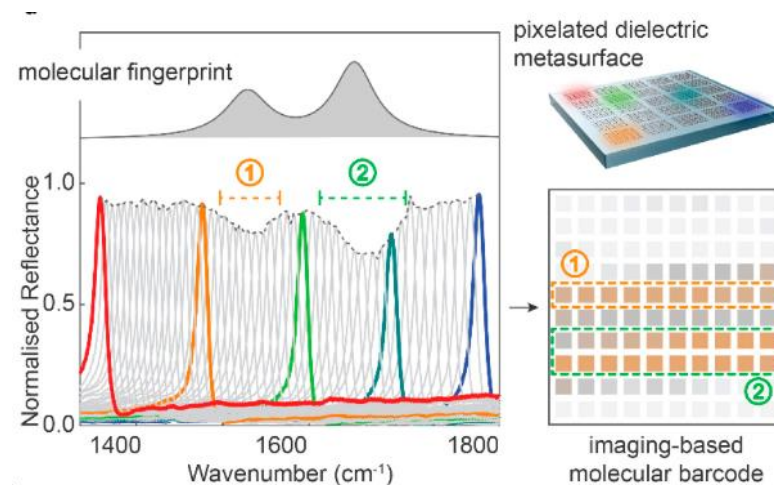 molecular fingerprint
pixelated dielectric
metasurface
1.0
0.5
0.0
Normalised Reflectance
① ②
1400 1600 1800
Wavenumber (cm⁻¹)
①
②
imaging-based
molecular barcode